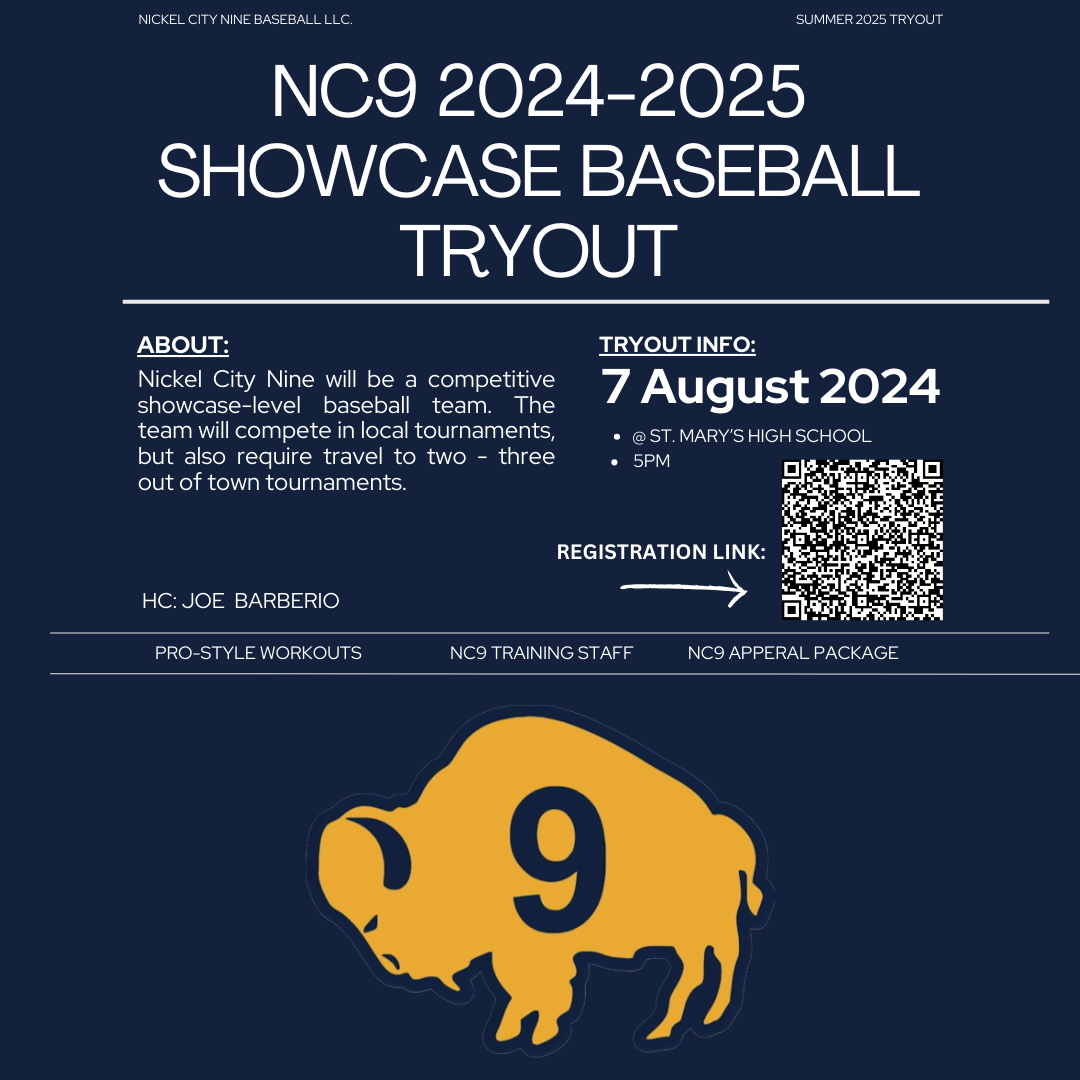 NICKEL CITY NINE BASEBALL LLC.
SUMMER 2025 TRYOUT
NC9 2024-2025
SHOWCASE BASEBALL
TRYOUT
ABOUT:
Nickel City Nine will be a competitive
showcase-level baseball team. The
team will compete in local tournaments,
but also require travel to two - three
out of town tournaments.
HC: JOE BARBERIO
TRYOUT INFO:
7 August 2024
• @ ST. MARY'S HIGH SCHOOL
• 5PM
REGISTRATION LINK:
PRO-STYLE WORKOUTS
NC9 TRAINING STAFF
NC9 APPERAL PACKAGE
9